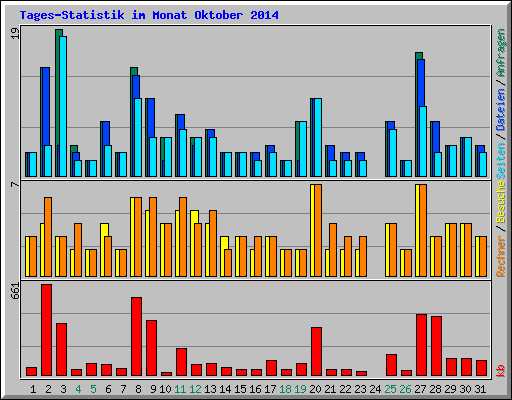 Tages-Statistik im Monat Oktober 2014
19
7
661
Rechner / Besuche Seiten / Dateien / Anfragen
kb
1 2 3 4 5 6 7 8 9 10 11 12 13 14 15 16 17 18 19 20 21 22 23 24 25 26 27 28 29 30 31